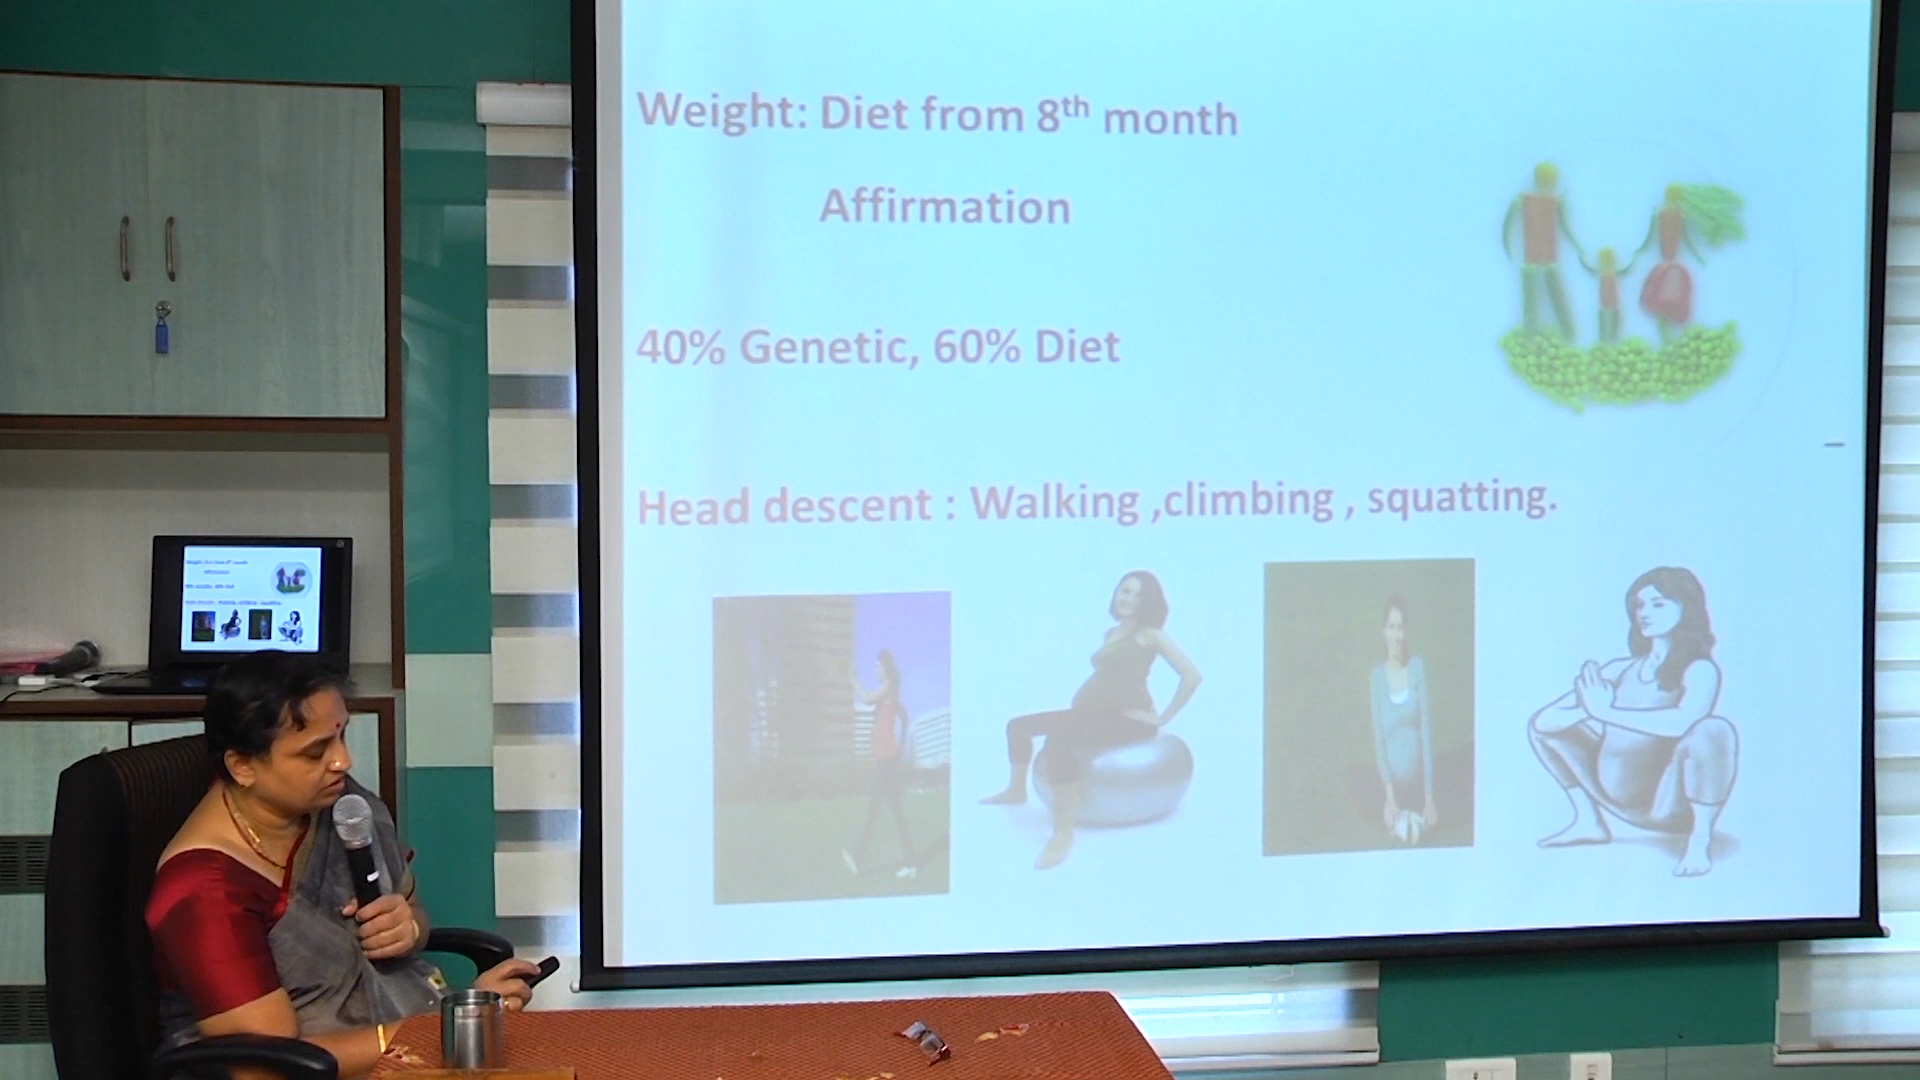 Weight: Diet from 8th month
Affirmation
40% Genetic, 60% Diet
Head descent : Walking ,climbing , squatting.